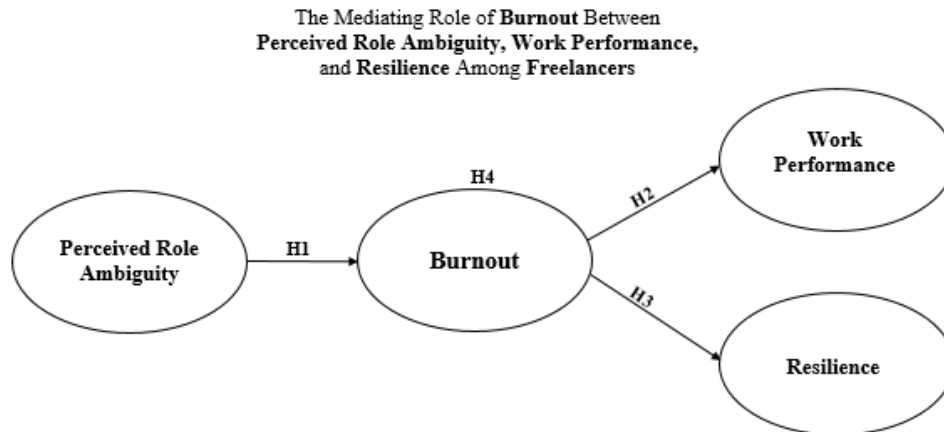 The Mediating Role of Burnout Between
Perceived Role Ambiguity, Work Performance,
and Resilience Among Freelancers
Perceived Role
Ambiguity
H1
H4
Burnout
H2
Work
Performance
H3
Resilience